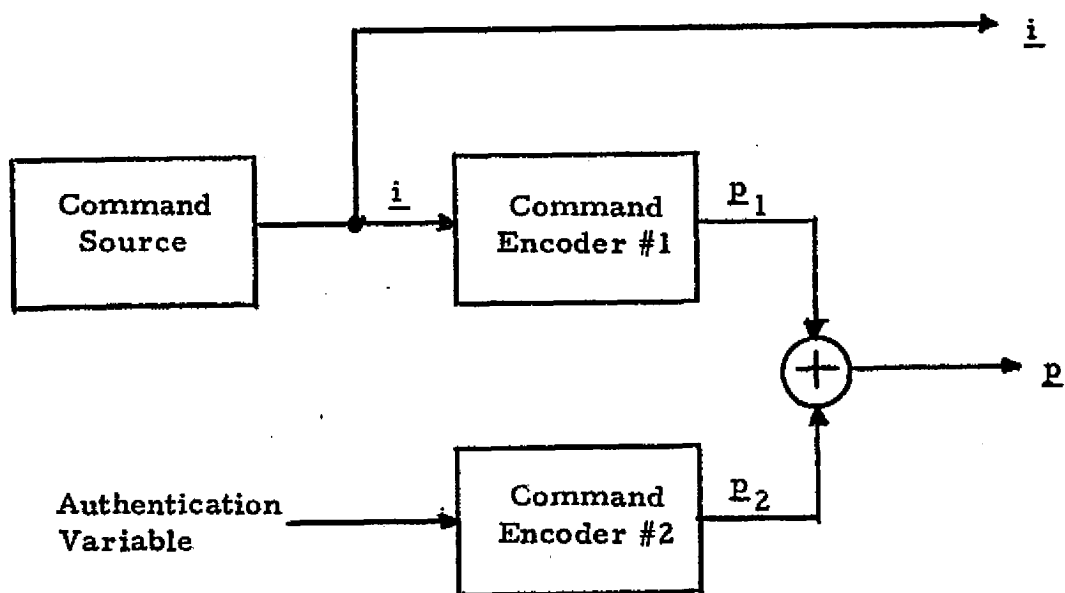 i
Command
Source
i
Command
Encoder #1
p1
p
Authentication
Variable
Command
Encoder #2
p2